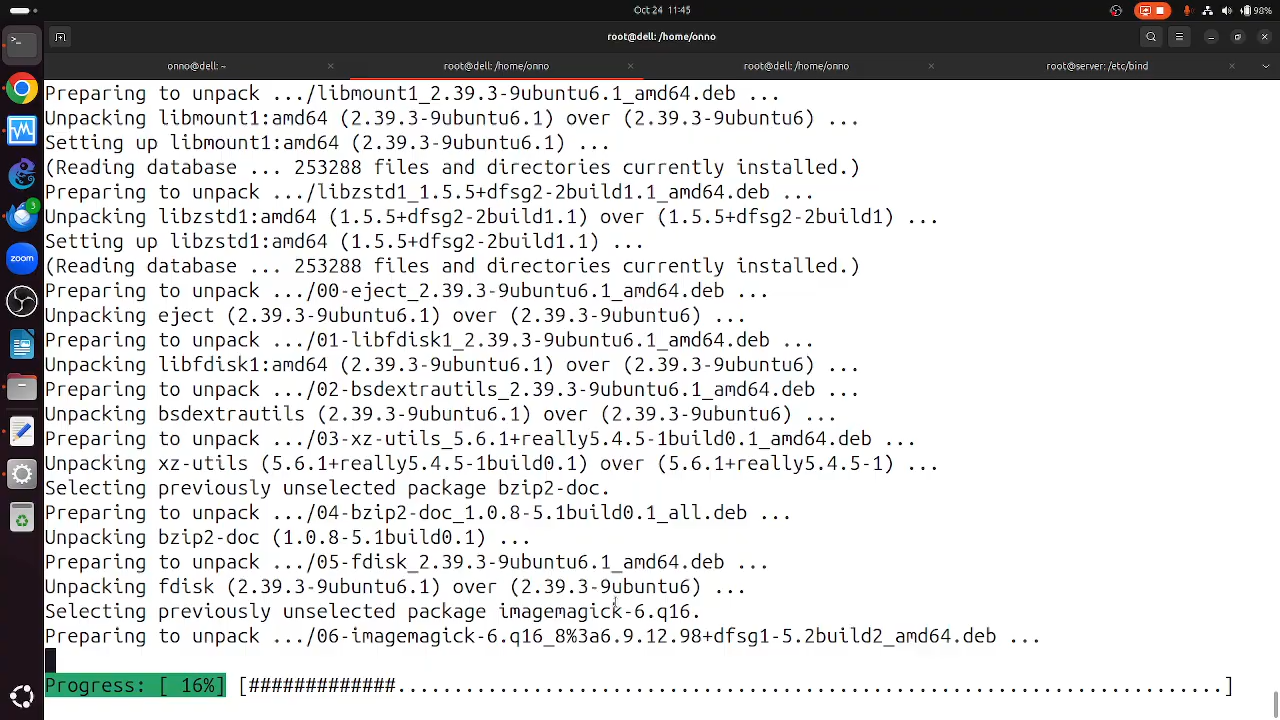 Oct 24 11:45
98%
root@dell: /home/onno
onno@dell: ~
root@dell: /home/onno
root@dell: /home/onno
root@server: /etc/bind
Preparing to unpack .../libmount1_2.39.3-9ubuntu6.1_amd64.deb ...
Unpacking libmount1:amd64 (2.39.3-9ubuntu6.1) over (2.39.3-9ubuntu6) ...
Setting up libmount1:amd64 (2.39.3-9ubuntu6.1) ...
(Reading database ... 253288 files and directories currently installed.)
Preparing to unpack .../libzstd1_1.5.5+dfsg2-2build1.1_amd64.deb ...
Unpacking libzstd1:amd64 (1.5.5+dfsg2-2build1.1) over (1.5.5+dfsg2-2build1) ...
Setting up libzstd1:amd64 (1.5.5+dfsg2-2build1.1) ...
(Reading database ... 253288 files and directories currently installed.)
Preparing to unpack .../00-eject_2.39.3-9ubuntu6.1_amd64.deb ...
Unpacking eject (2.39.3-9ubuntu6.1) over (2.39.3-9ubuntu6) ...
Preparing to unpack .../01-libfdisk1_2.39.3-9ubuntu6.1_amd64.deb ...
Unpacking libfdisk1:amd64 (2.39.3-9ubuntu6.1) over (2.39.3-9ubuntu6) ...
Preparing to unpack .../02-bsdextrautils_2.39.3-9ubuntu6.1_amd64.deb ...
Unpacking bsdextrautils (2.39.3-9ubuntu6.1) over (2.39.3-9ubuntu6) ...
Preparing to unpack .../03-xz-utils_5.6.1+really5.4.5-1build0.1_amd64.deb ...
Unpacking xz-utils (5.6.1+really5.4.5-1build0.1) over (5.6.1+really5.4.5-1) ...
Selecting previously unselected package bzip2-doc.
Preparing to unpack .../04-bzip2-doc_1.0.8-5.1build0.1_all.deb ...
Unpacking bzip2-doc (1.0.8-5.1build0.1) ...
Preparing to unpack .../05-fdisk_2.39.3-9ubuntu6.1_amd64.deb ...
Unpacking fdisk (2.39.3-9ubuntu6.1) over (2.39.3-9ubuntu6) ...
Selecting previously unselected package imagemagick-6.q16.
Preparing to unpack .../06-imagemagick-6.q16_8%3a6.9.12.98+dfsg1-5.2build2_amd64.deb ...
Progress: [ 16%] [#############.........................................................................]
3
zoom